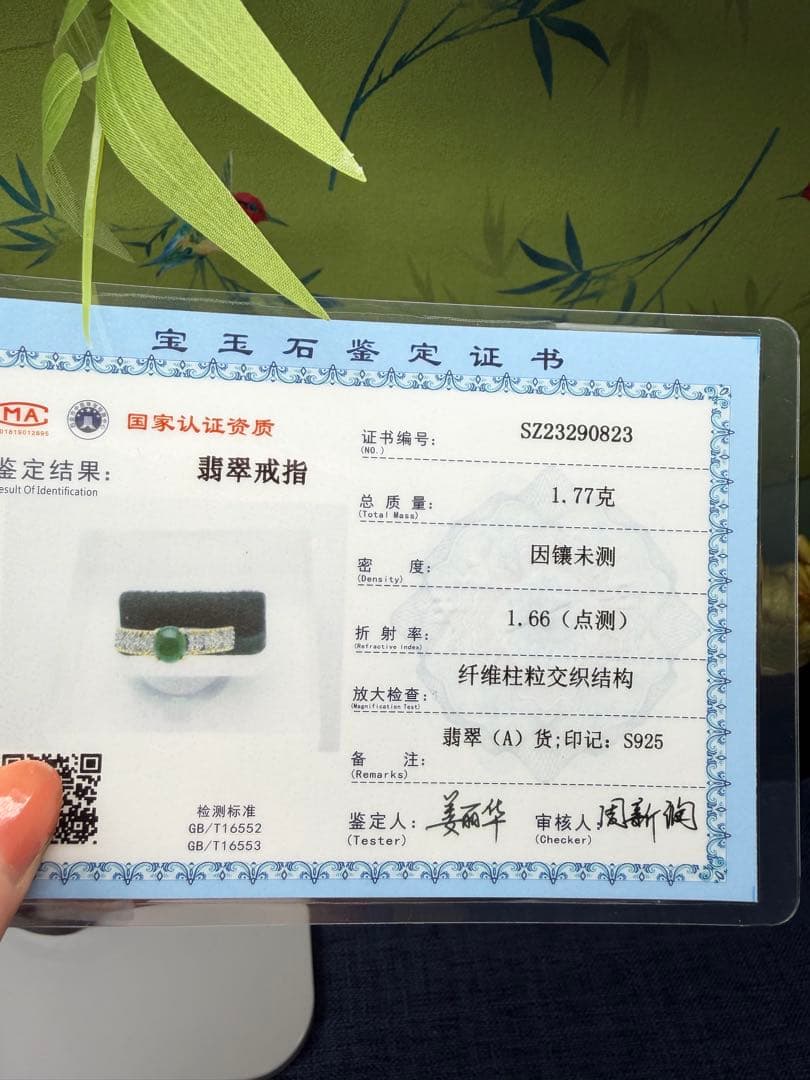 宝玉石鉴定证书
MA
国家认证资质
鉴定结果: 翡翠戒指
esult Of Identification
证书编号: SZ23290823
(NO.)
总质量: 1.77克
(Total Mass)
密度: 因镶未测
(Density)
折射率: 1.66（点测）
(Refractive Index)
放大检查: 纤维柱粒交织结构
(Magnification Test)
备注: 翡翠（A）货;印记: S925
(Remarks)
检测标准
GB/T16552
GB/T16553
鉴定人: 姜丽华
(Tester)
审核人:
(Checker)